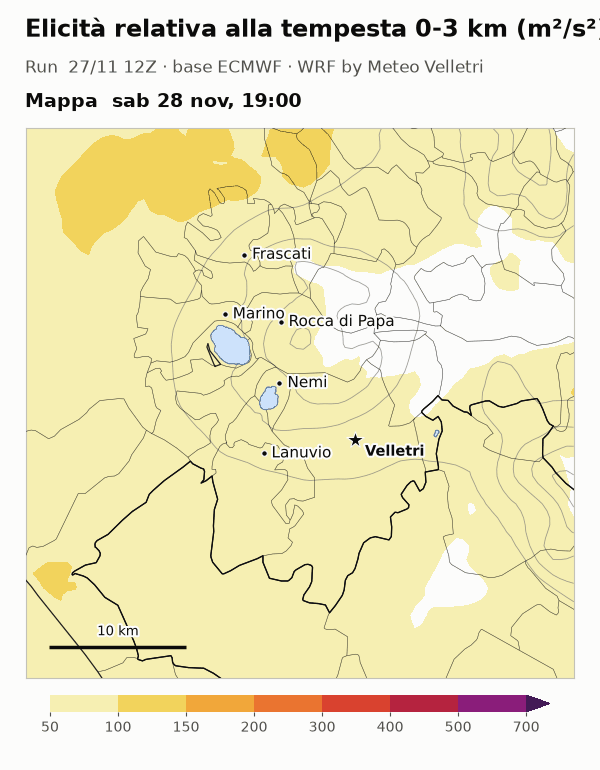 Elicità relativa alla tempesta 0-3 km (m²/s²)
Run  27/11 12Z · base ECMWF · WRF by Meteo Velletri
Mappa  sab 28 nov, 19:00
Frascati
Marino
Rocca di Papa
Nemi
Velletri
Lanuvio
10 km
50 100 150 200 300 400 500 700